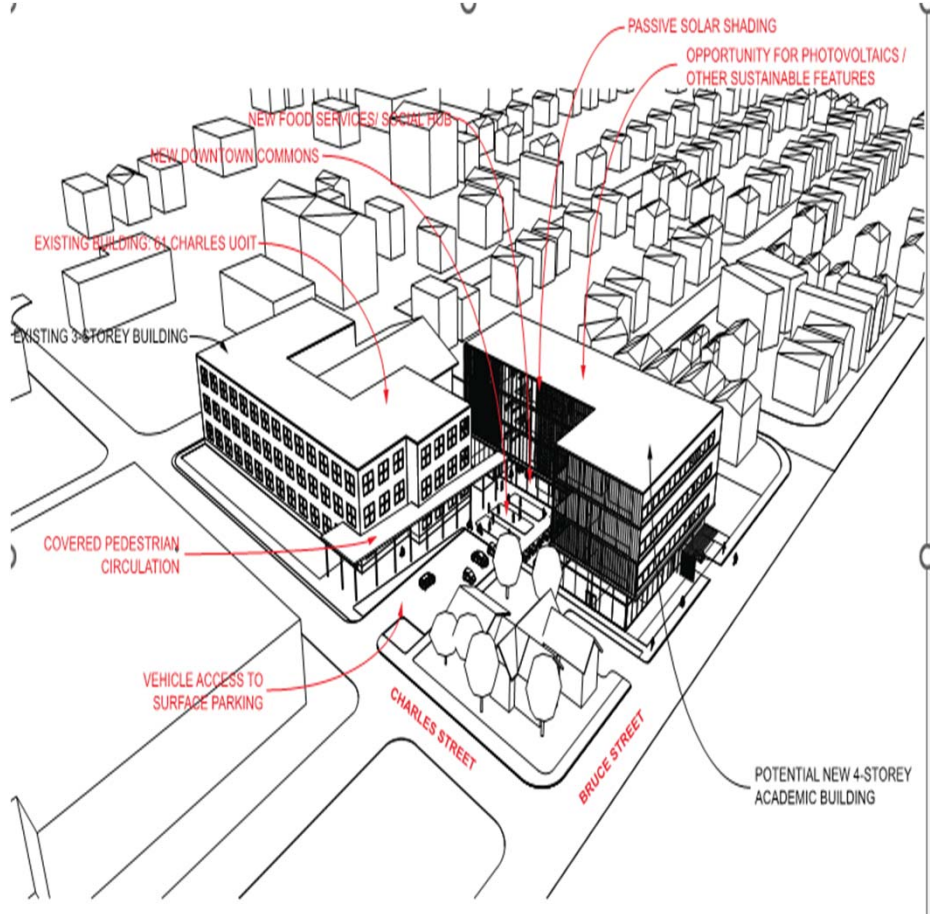 PASSIVE SOLAR SHADING
OPPORTUNITY FOR PHOTOVOLTAICS /
OTHER SUSTAINABLE FEATURES
NEW FOOD SERVICES/ SOCIAL HUB
NEW DOWNTOWN COMMONS
EXISTING BUILDING: 61 CHARLES UOIT
EXISTING 3-STOREY BUILDING
COVERED PEDESTRIAN
CIRCULATION
VEHICLE ACCESS TO
SURFACE PARKING
CHARLES STREET
BRUCE STREET
POTENTIAL NEW 4-STOREY
ACADEMIC BUILDING